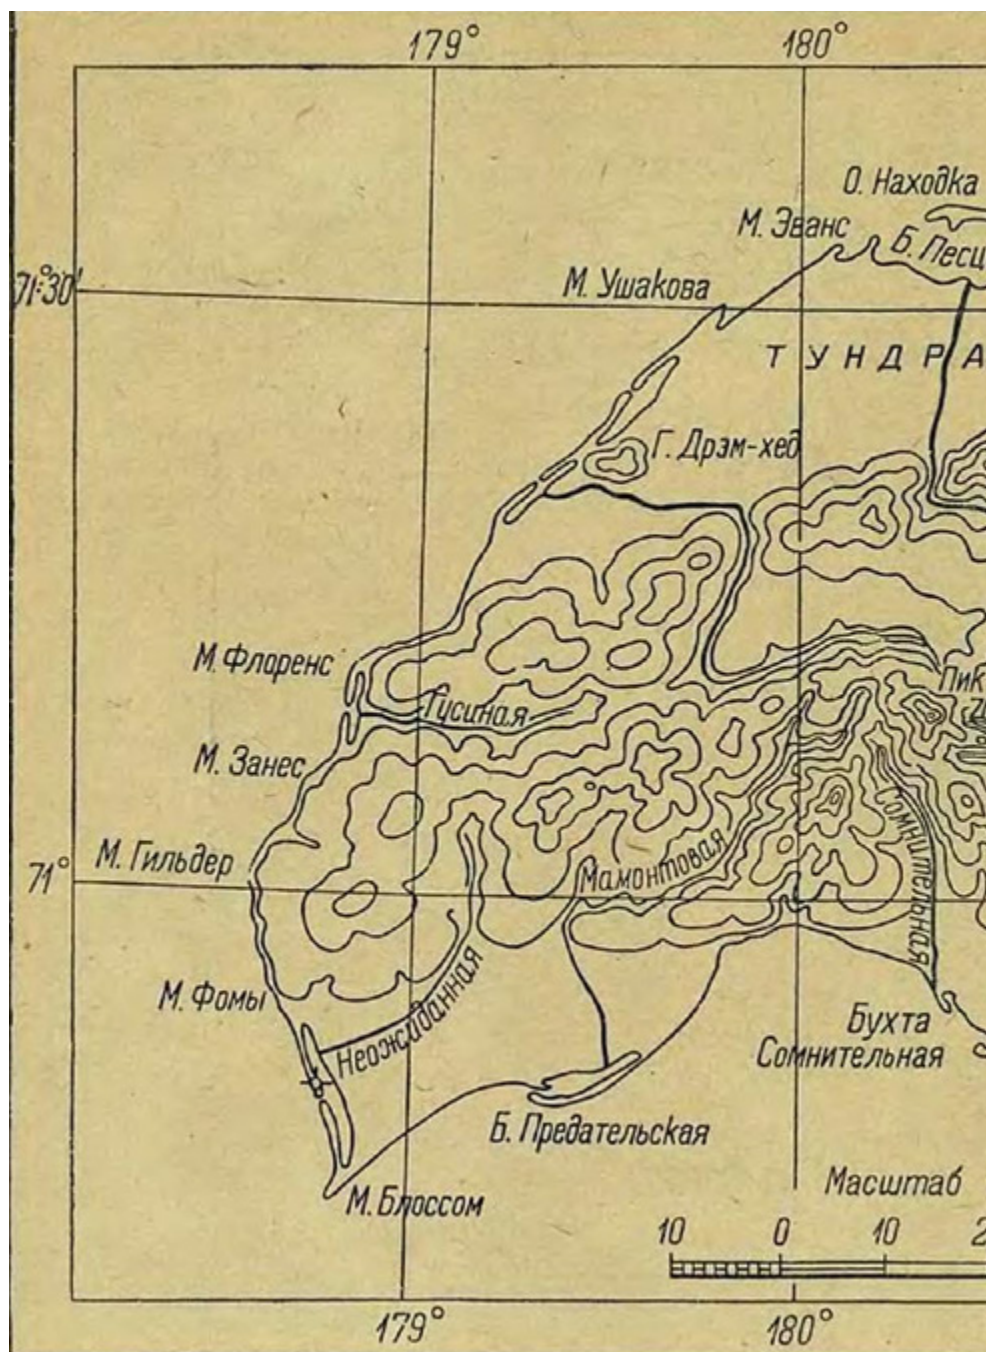 179° 180°
О. Находка
М. Эванс
Б. Песц
71°30'
М. Ушакова
ТУНДРА
Г. Дрэм-хед
М. Флоренс
Пик
Гусиная
М. Занес
Сомнительная
71°
М. Гильдер
Мамонтовая
М. Фомы
Неожиданная
Бухта
Сомнительная
Б. Предательская
М. Блоссом
Масштаб
10 0 10 2
179° 180°